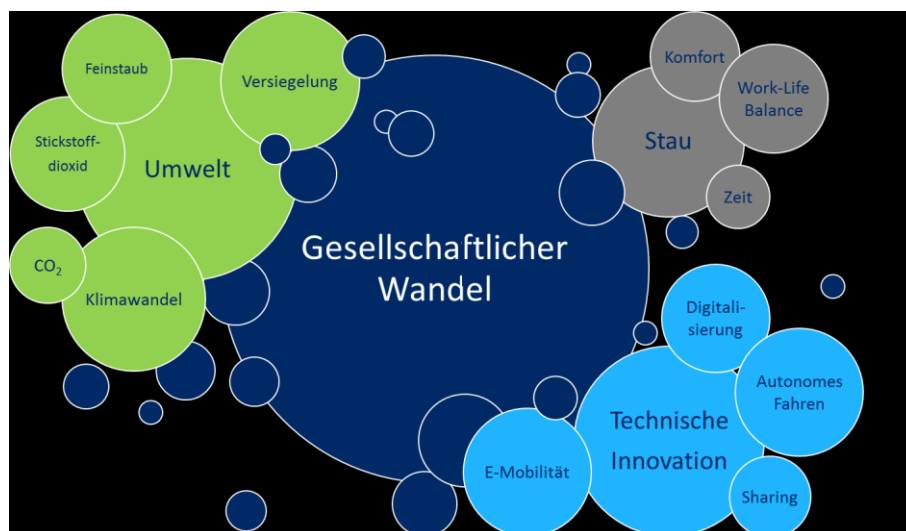 Feinstaub
Versiegelung
Stickstoff-
dioxid
Umwelt
CO₂
Klimawandel
Gesellschaftlicher
Wandel
Komfort
Work-Life
Balance
Stau
Zeit
Digitali-
sierung
Autonomes
Fahren
Technische
Innovation
E-Mobilität
Sharing